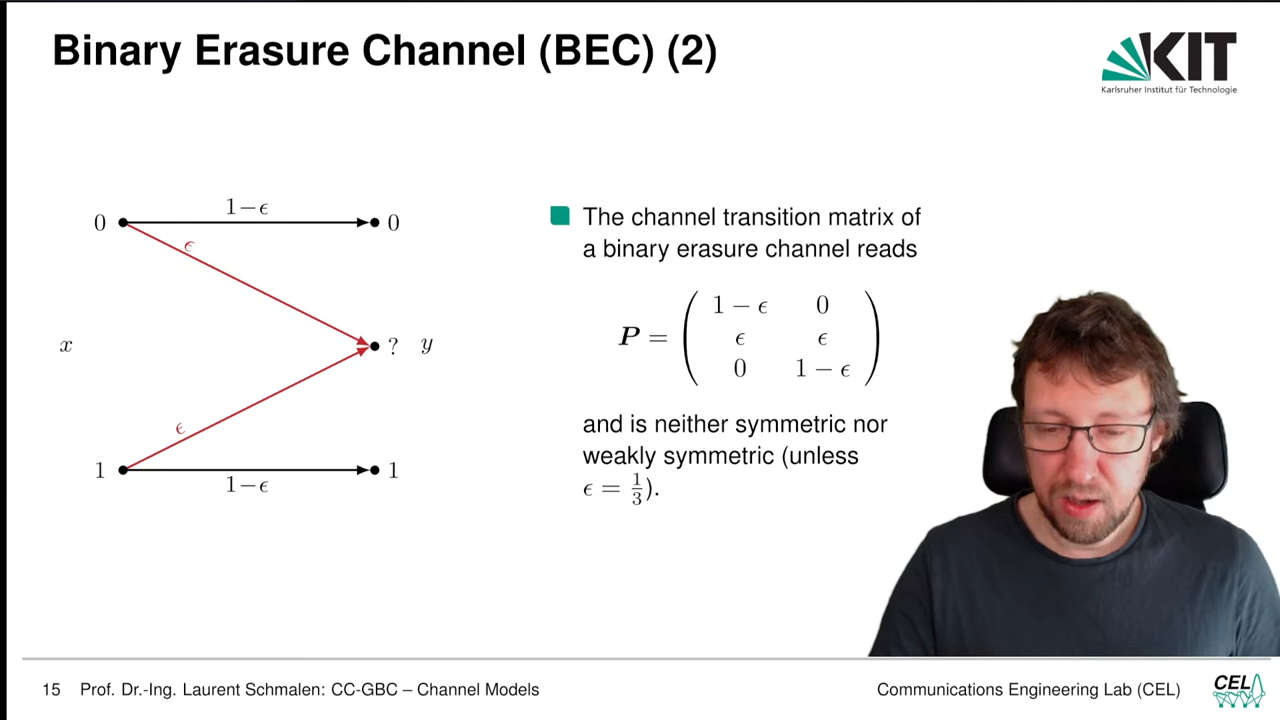 Binary Erasure Channel (BEC) (2)
KIT
Karlsruher Institut für Technologie
1−ϵ
0
0
ϵ
x
? y
ϵ
1
1
1−ϵ
The channel transition matrix of
a binary erasure channel reads
P = ( 1 − ϵ 0
ϵ ϵ
0 1 − ϵ )
and is neither symmetric nor
weakly symmetric (unless
ϵ = 1/3).
15 Prof. Dr.-Ing. Laurent Schmalen: CC-GBC – Channel Models
Communications Engineering Lab (CEL)
CEL